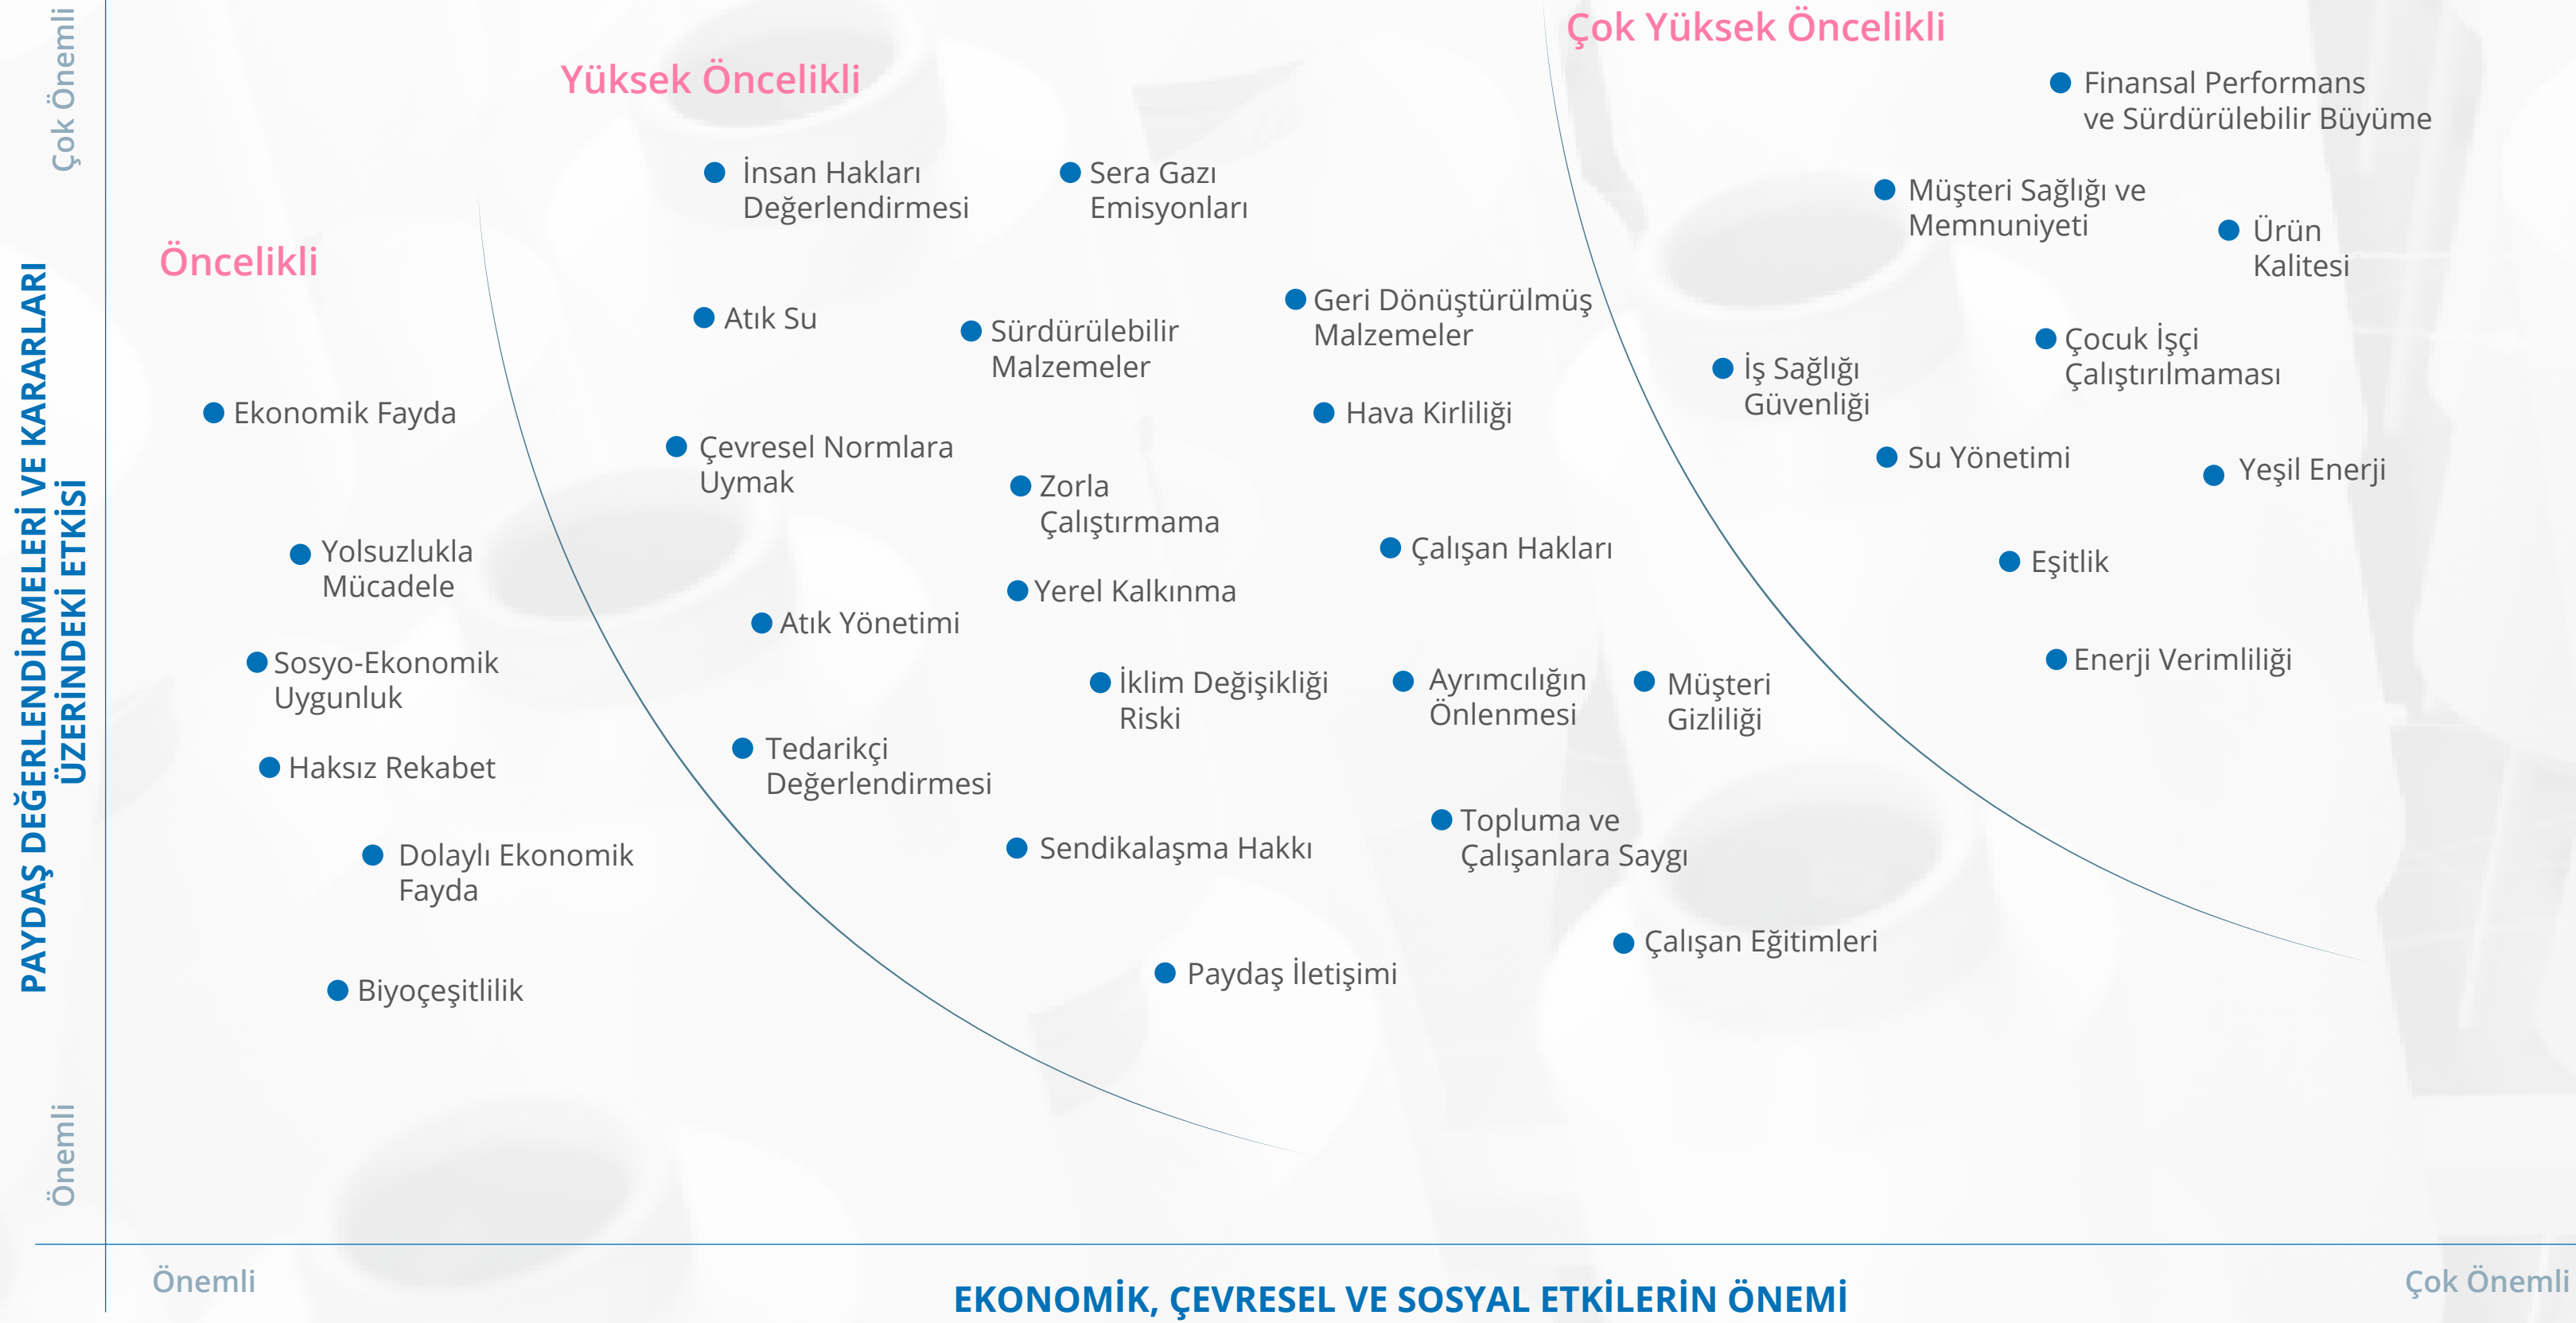 Çok Önemli
PAYDAŞ DEĞERLENDİRMELERİ VE KARARLARI
ÜZERİNDEKİ ETKİSİ
Önemli
Öncelikli
Ekonomik Fayda
Yolsuzlukla
Mücadele
Sosyo-Ekonomik
Uygunluk
Haksız Rekabet
Dolaylı Ekonomik
Fayda
Biyoçeşitlilik
Yüksek Öncelikli
İnsan Hakları
Değerlendirmesi
Sera Gazı
Emisyonları
Atık Su
Sürdürülebilir
Malzemeler
Geri Dönüştürülmüş
Malzemeler
Hava Kirliliği
Çevresel Normlara
Uymak
Zorla
Çalıştırmama
Çalışan Hakları
Yerel Kalkınma
Atık Yönetimi
İklim Değişikliği
Riski
Ayrımcılığın
Önlenmesi
Müşteri
Gizliliği
Tedarikçi
Değerlendirmesi
Sendikalaşma Hakkı
Topluma ve
Çalışanlara Saygı
Çalışan Eğitimleri
Paydaş İletişimi
Çok Yüksek Öncelikli
Finansal Performans
ve Sürdürülebilir Büyüme
Müşteri Sağlığı ve
Memnuniyeti
Ürün
Kalitesi
Çocuk İşçi
Çalıştırılmaması
İş Sağlığı
Güvenliği
Su Yönetimi
Yeşil Enerji
Eşitlik
Enerji Verimliliği
Önemli
EKONOMİK, ÇEVRESEL VE SOSYAL ETKİLERİN ÖNEMİ
Çok Önemli